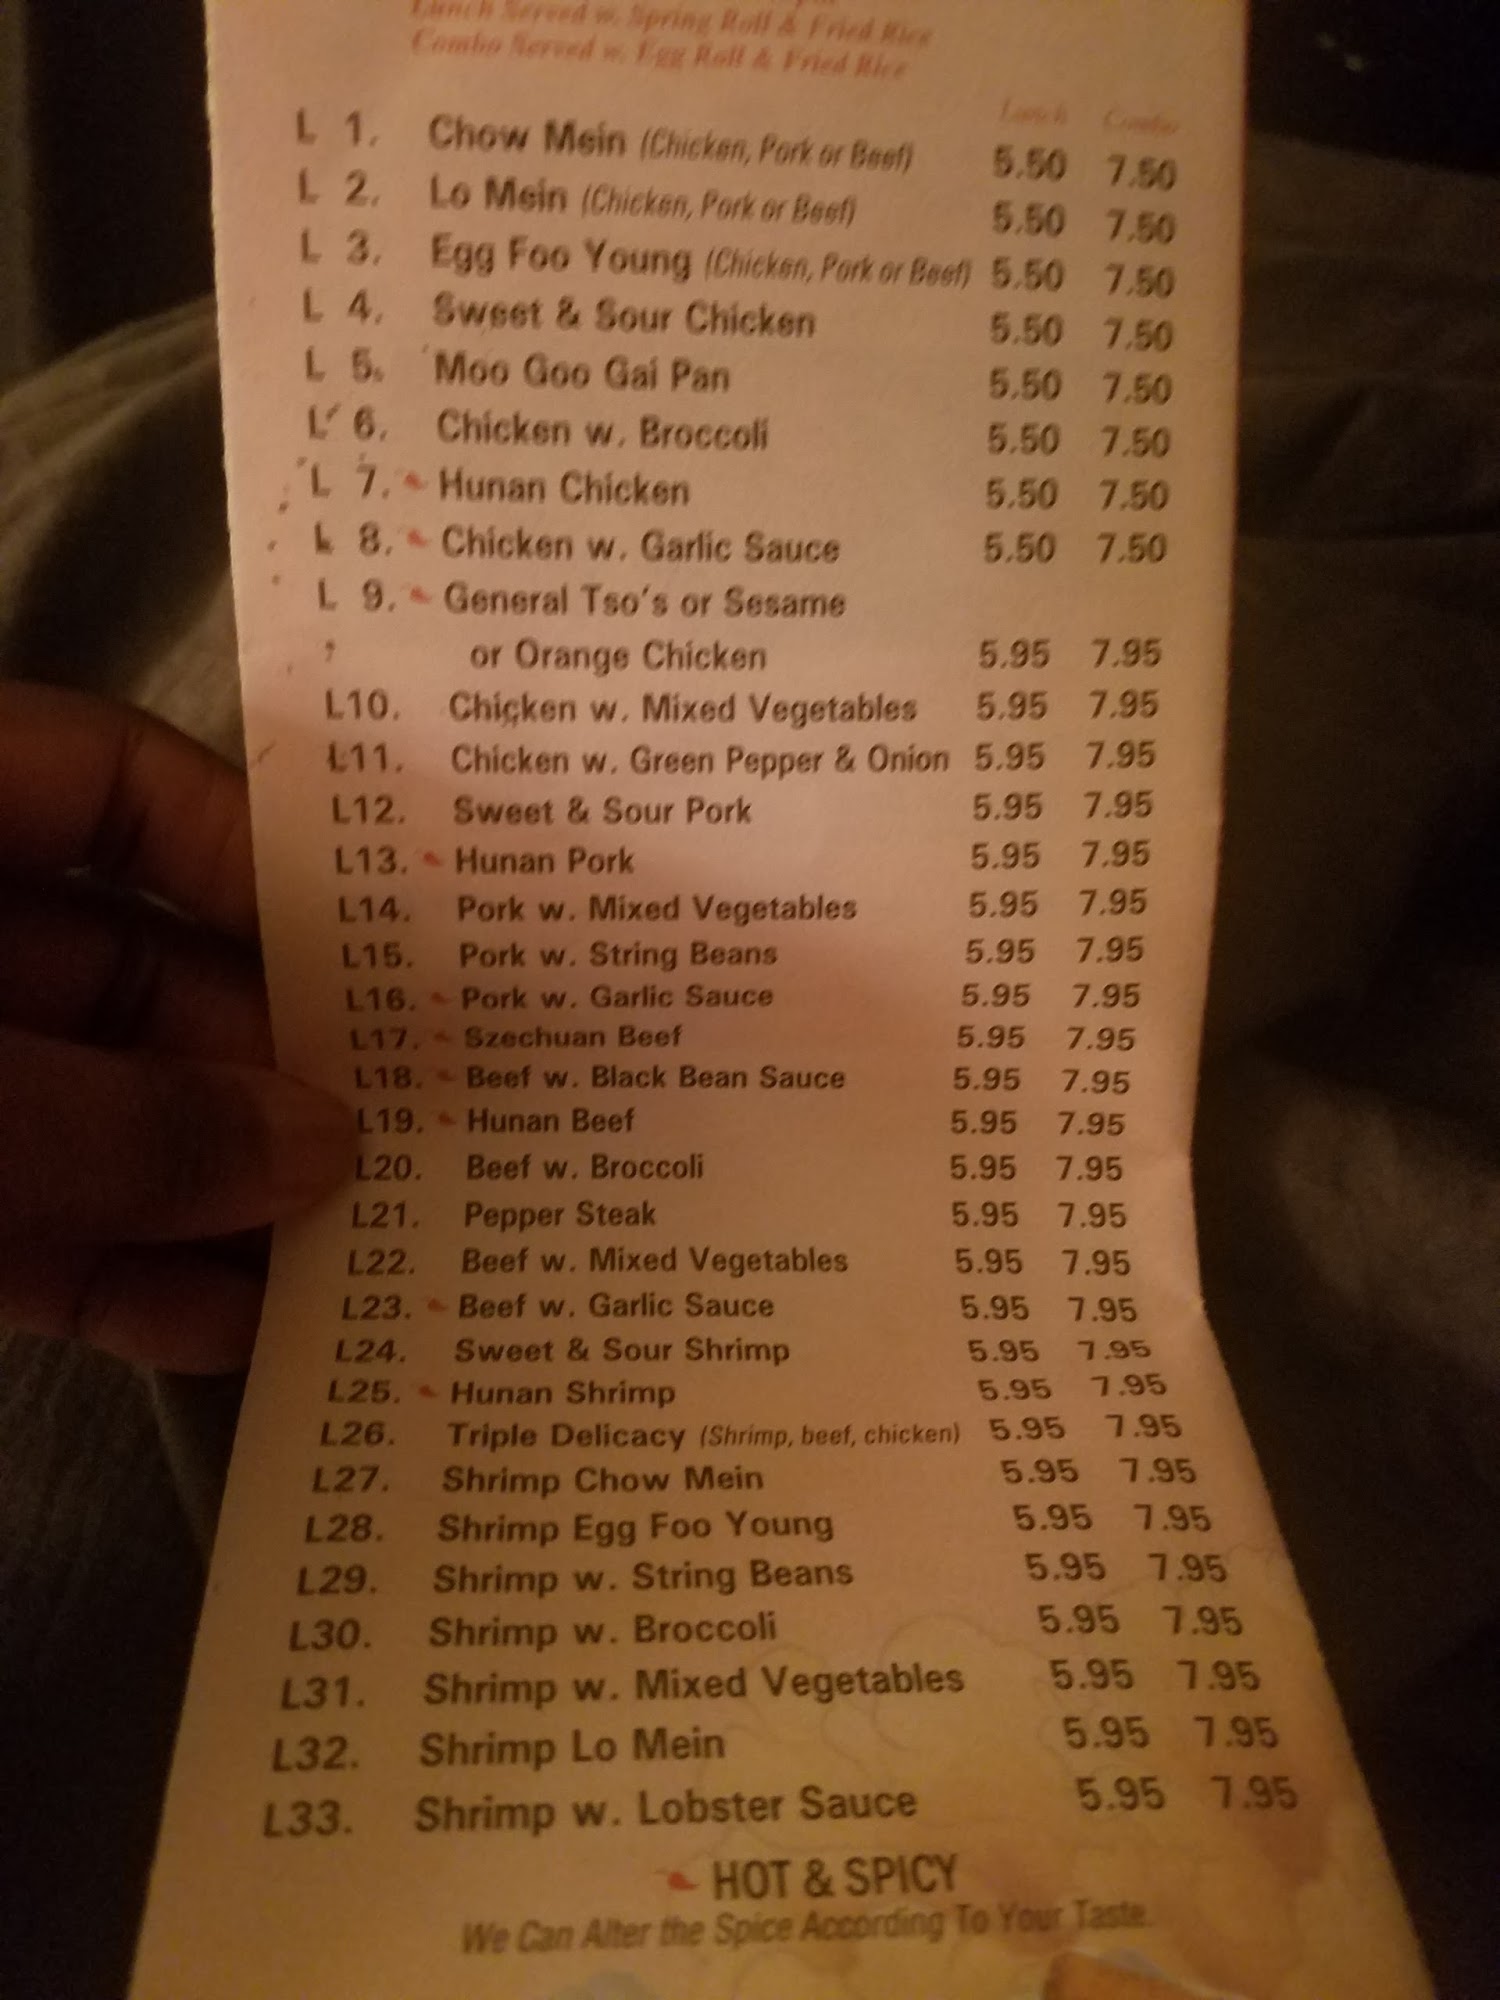 Lunch Served w. Spring Roll & Fried Rice
Combo Served w. Egg Roll & Fried Rice
Lunch Combo
L 1. Chow Mein (Chicken, Pork or Beef) 5.50 7.50
L 2. Lo Mein (Chicken, Pork or Beef) 5.50 7.50
L 3. Egg Foo Young (Chicken, Pork or Beef) 5.50 7.50
L 4. Sweet & Sour Chicken 5.50 7.50
L 5. Moo Goo Gai Pan 5.50 7.50
L 6. Chicken w. Broccoli 5.50 7.50
L 7. Hunan Chicken 5.50 7.50
L 8. Chicken w. Garlic Sauce 5.50 7.50
L 9. General Tso's or Sesame
or Orange Chicken 5.95 7.95
L10. Chicken w. Mixed Vegetables 5.95 7.95
L11. Chicken w. Green Pepper & Onion 5.95 7.95
L12. Sweet & Sour Pork 5.95 7.95
L13. Hunan Pork 5.95 7.95
L14. Pork w. Mixed Vegetables 5.95 7.95
L15. Pork w. String Beans 5.95 7.95
L16. Pork w. Garlic Sauce 5.95 7.95
L17. Szechuan Beef 5.95 7.95
L18. Beef w. Black Bean Sauce 5.95 7.95
L19. Hunan Beef 5.95 7.95
L20. Beef w. Broccoli 5.95 7.95
L21. Pepper Steak 5.95 7.95
L22. Beef w. Mixed Vegetables 5.95 7.95
L23. Beef w. Garlic Sauce 5.95 7.95
L24. Sweet & Sour Shrimp 5.95 7.95
L25. Hunan Shrimp 5.95 7.95
L26. Triple Delicacy (Shrimp, beef, chicken) 5.95 7.95
L27. Shrimp Chow Mein 5.95 7.95
L28. Shrimp Egg Foo Young 5.95 7.95
L29. Shrimp w. String Beans 5.95 7.95
L30. Shrimp w. Broccoli 5.95 7.95
L31. Shrimp w. Mixed Vegetables 5.95 7.95
L32. Shrimp Lo Mein 5.95 7.95
L33. Shrimp w. Lobster Sauce 5.95 7.95
HOT & SPICY
We Can Alter the Spice According To Your Taste.